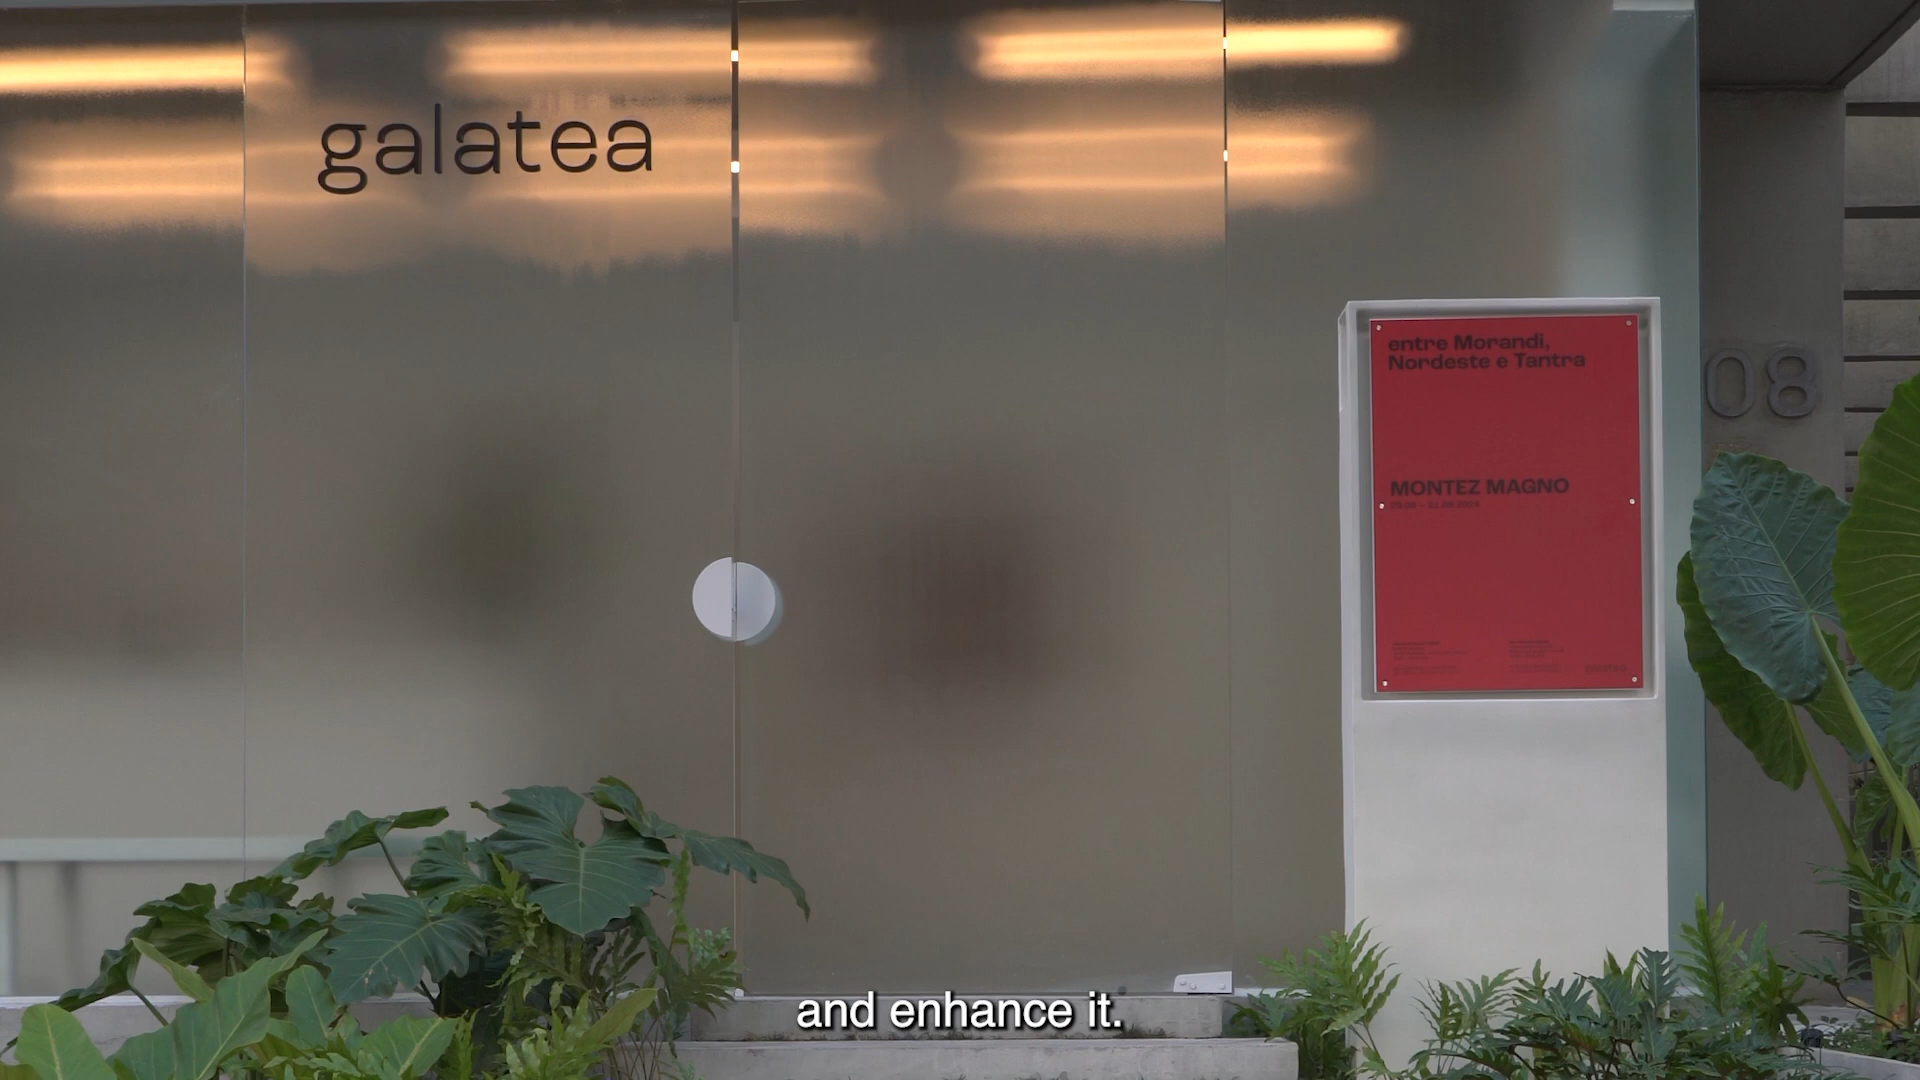 galatea
entre Morandi,
Nordeste e Tantra
08
MONTEZ MAGNO
and enhance it.